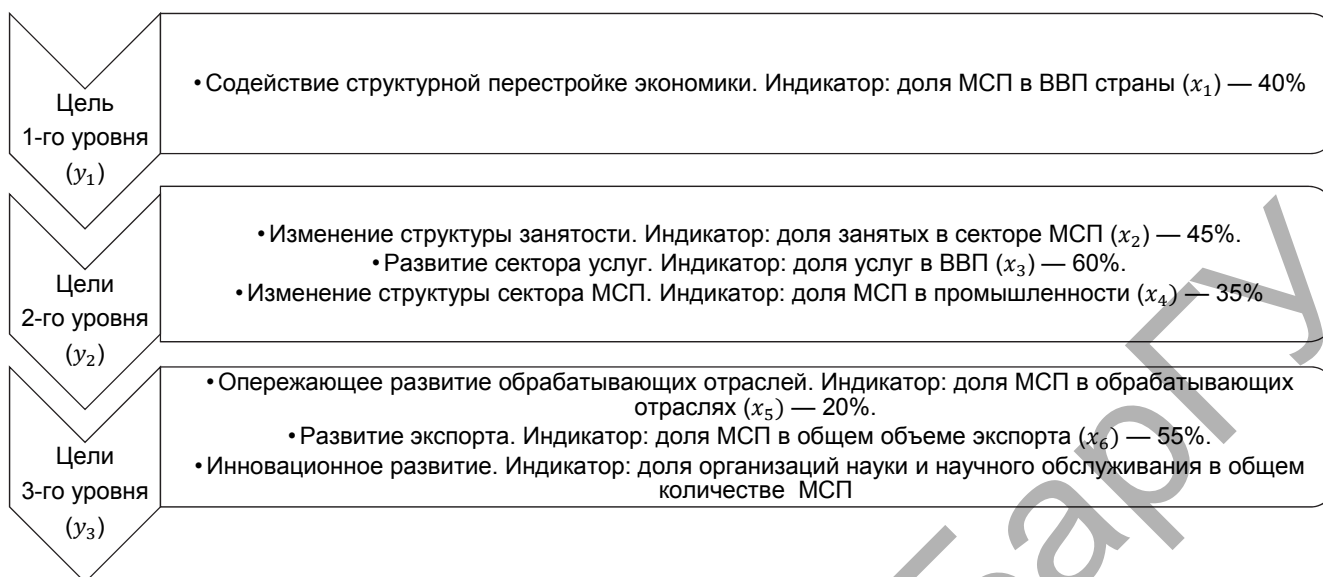 Цель
1-го уровня
(y₁)
•Содействие структурной перестройке экономики. Индикатор: доля МСП в ВВП страны (x₁) — 40%
Цели
2-го уровня
(y₂)
•Изменение структуры занятости. Индикатор: доля занятых в секторе МСП (x₂) — 45%.
•Развитие сектора услуг. Индикатор: доля услуг в ВВП (x₃) — 60%.
•Изменение структуры сектора МСП. Индикатор: доля МСП в промышленности (x₄) — 35%
Цели
3-го уровня
(y₃)
•Опережающее развитие обрабатывающих отраслей. Индикатор: доля МСП в обрабатывающих
отраслях (x₅) — 20%.
•Развитие экспорта. Индикатор: доля МСП в общем объеме экспорта (x₆) — 55%.
•Инновационное развитие. Индикатор: доля организаций науки и научного обслуживания в общем
количестве МСП
БарГУ